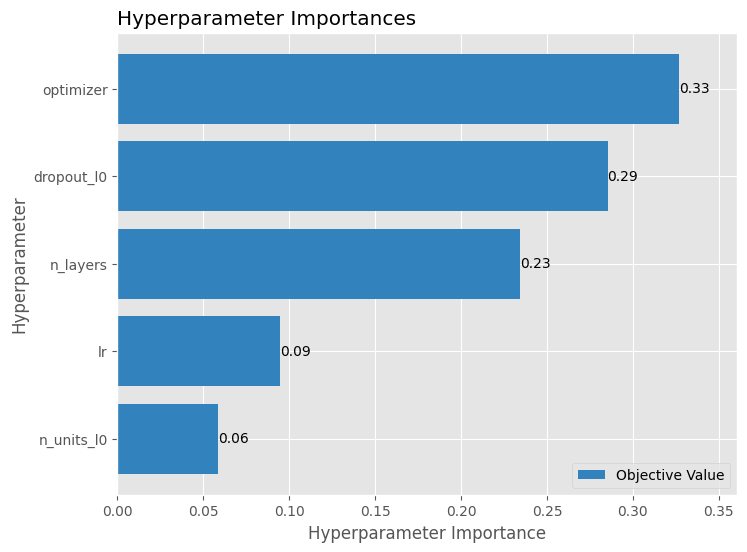 Hyperparameter Importances
Hyperparameter
optimizer
0.33
dropout_l0
0.29
n_layers
0.23
lr
0.09
n_units_l0
0.06
Objective Value
0.00 0.05 0.10 0.15 0.20 0.25 0.30 0.35
Hyperparameter Importance